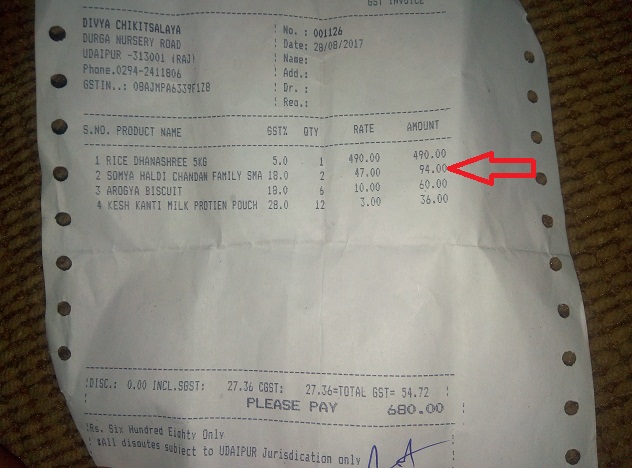 GST INVOICE
DIVYA CHIKITSALAYA
DURGA NURSERY ROAD
UDAIPUR -313001 (RAJ)
Phone.0294-2411806
GSTIN..: 08AJMPA6339F1Z8
No. : 001126
Date: 28/08/2017
Name:
Add.:
Dr. :
Reg.:
S.NO. PRODUCT NAME GST% QTY RATE AMOUNT
1 RICE DHANASHREE 5KG 5.0 1 490.00 490.00
2 SOMYA HALDI CHANDAN FAMILY SMA 18.0 2 47.00 94.00
3 AROGYA BISCUIT 18.0 6 10.00 60.00
4 KESH KANTI MILK PROTIEN POUCH 28.0 12 3.00 36.00
DISC.: 0.00 INCL.SGST: 27.36 CGST: 27.36=TOTAL GST= 54.72
PLEASE PAY 680.00
Rs. Six Hundred Eighty Only
*All disputes subject to UDAIPUR Jurisdication only